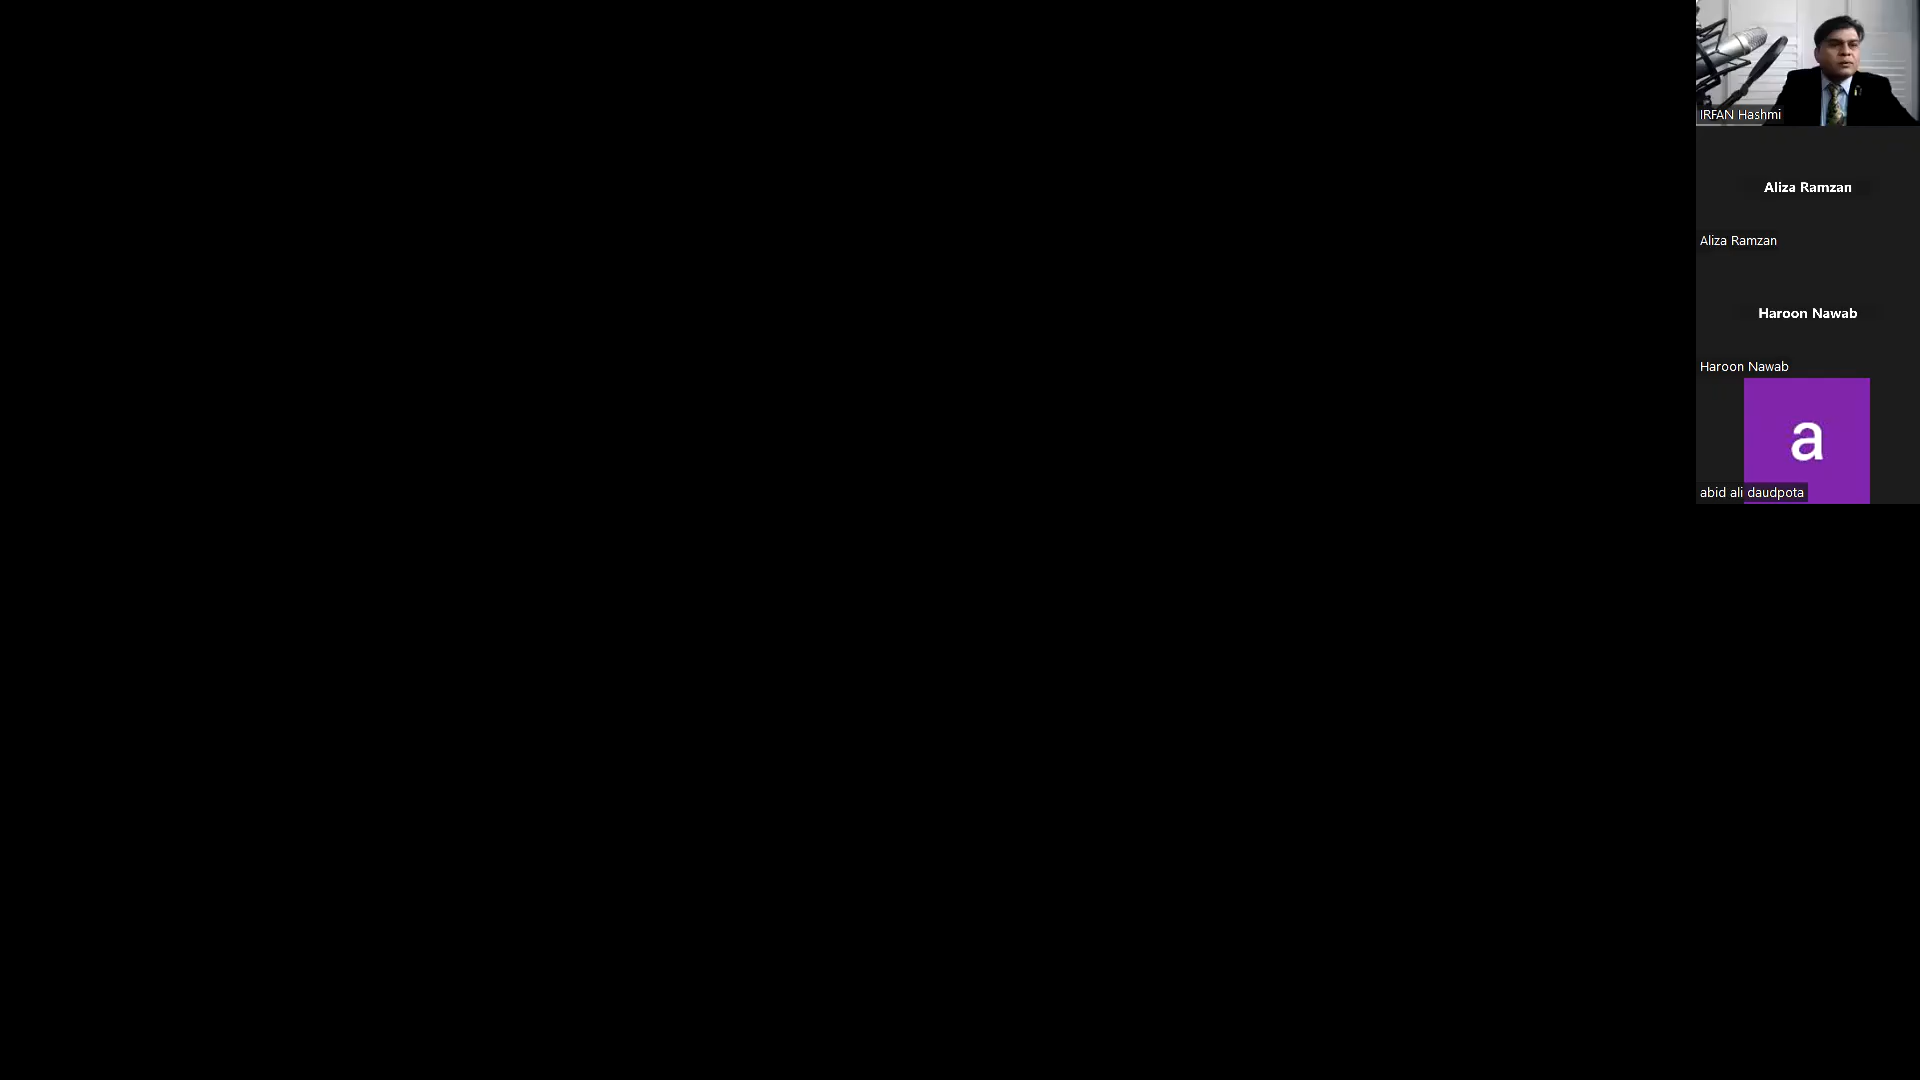 IRFAN Hashmi
Aliza Ramzan
Aliza Ramzan
Haroon Nawab
Haroon Nawab
a
abid ali daudpota